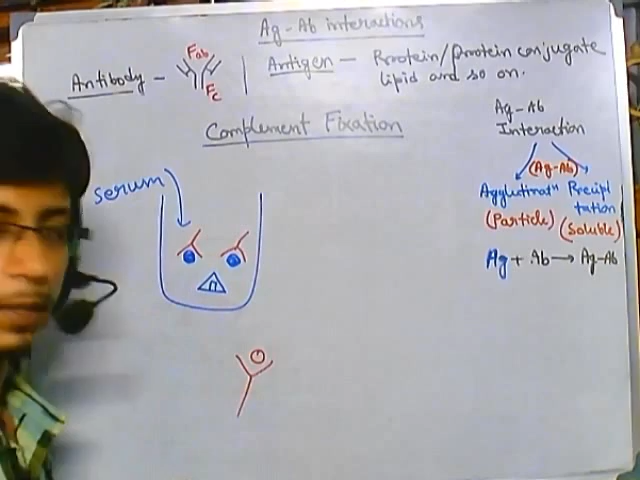 Ag-Ab interactions
Antibody -
Fab
Fc
Antigen - Protein/protein conjugate
lipid and so on.
Complement Fixation
Ag-Ab
Interaction
(Ag-Ab)
Agglutinatn Precipi
tation
(Particle) (Soluble)
Ag + Ab → Ag-Ab
serum